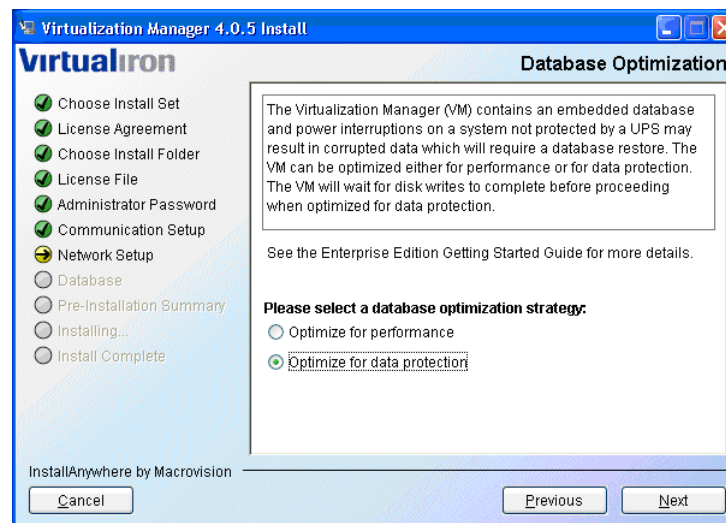 Virtualization Manager 4.0.5 Install
Virtualiron
Database Optimization
Choose Install Set
License Agreement
Choose Install Folder
License File
Administrator Password
Communication Setup
Network Setup
Database
Pre-Installation Summary
Installing...
Install Complete
The Virtualization Manager (VM) contains an embedded database
and power interruptions on a system not protected by a UPS may
result in corrupted data which will require a database restore. The
VM can be optimized either for performance or for data protection.
The VM will wait for disk writes to complete before proceeding
when optimized for data protection.
See the Enterprise Edition Getting Started Guide for more details.
Please select a database optimization strategy:
Optimize for performance
Optimize for data protection
InstallAnywhere by Macrovision
Cancel
Previous
Next